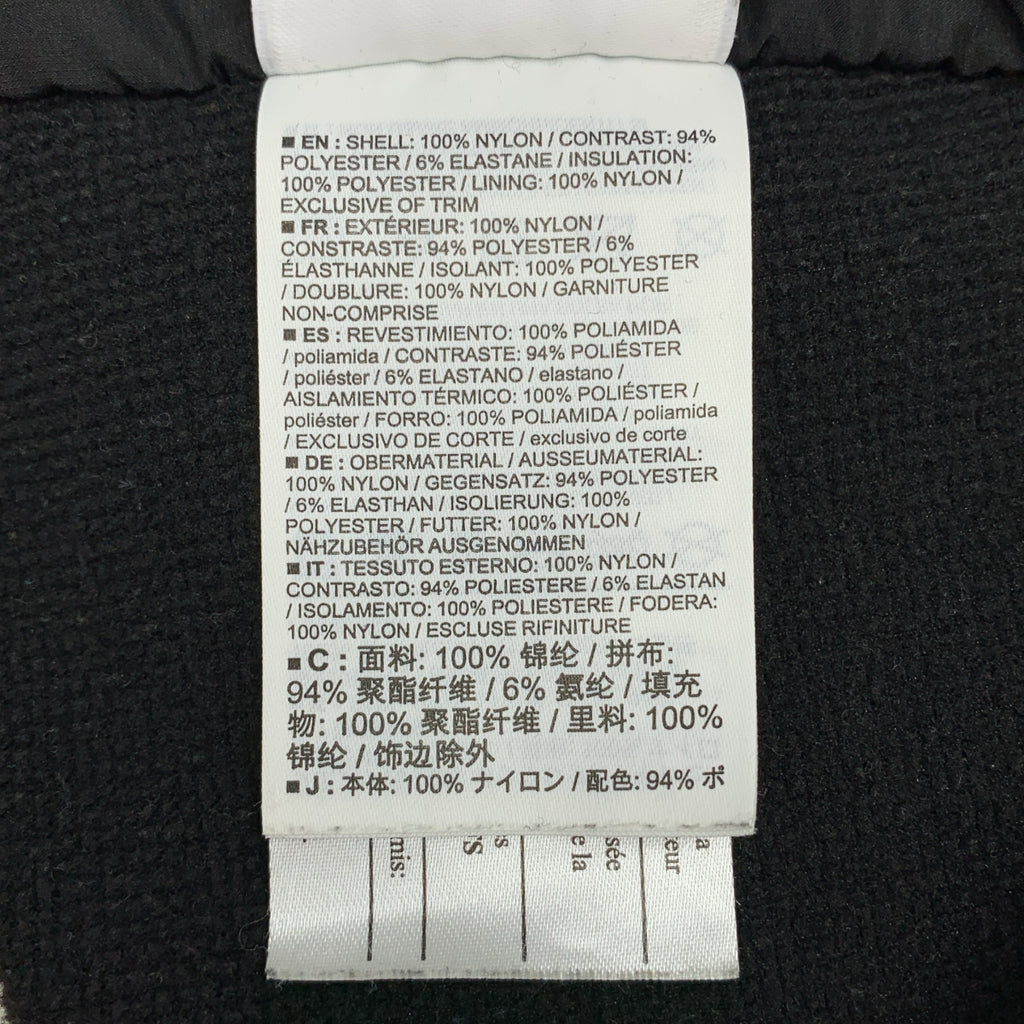 ■ EN : SHELL: 100% NYLON / CONTRAST: 94%
POLYESTER / 6% ELASTANE / INSULATION:
100% POLYESTER / LINING: 100% NYLON /
EXCLUSIVE OF TRIM
■ FR : EXTÉRIEUR: 100% NYLON /
CONSTRASTE: 94% POLYESTER / 6%
ÉLASTHANNE / ISOLANT: 100% POLYESTER
/ DOUBLURE: 100% NYLON / GARNITURE
NON-COMPRISE
■ ES : REVESTIMIENTO: 100% POLIAMIDA
/ poliamida / CONTRASTE: 94% POLIÉSTER
/ poliéster / 6% ELASTANO / elastano /
AISLAMIENTO TÉRMICO: 100% POLIÉSTER /
poliéster / FORRO: 100% POLIAMIDA / poliamida
/ EXCLUSIVO DE CORTE / exclusivo de corte
■ DE : OBERMATERIAL / AUSSEUMATERIAL:
100% NYLON / GEGENSATZ: 94% POLYESTER
/ 6% ELASTHAN / ISOLIERUNG: 100%
POLYESTER / FUTTER: 100% NYLON /
NÄHZUBEHÖR AUSGENOMMEN
■ IT : TESSUTO ESTERNO: 100% NYLON /
CONTRASTO: 94% POLIESTERE / 6% ELASTAN
/ ISOLAMENTO: 100% POLIESTERE / FODERA:
100% NYLON / ESCLUSE RIFINITURE
■ C : 面料: 100% 锦纶 / 拼布:
94% 聚酯纤维 / 6% 氨纶 / 填充
物: 100% 聚酯纤维 / 里料: 100%
锦纶 / 饰边除外
■ J : 本体: 100% ナイロン / 配色: 94% ポ
a
eur
sée
e la
s
TS
mis: